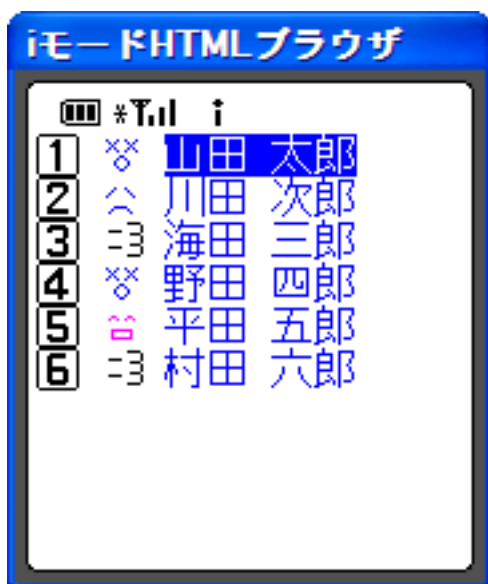 iモードHTMLブラウザ
i
1 山田 太郎
2 川田 次郎
3 海田 三郎
4 野田 四郎
5 平田 五郎
6 村田 六郎